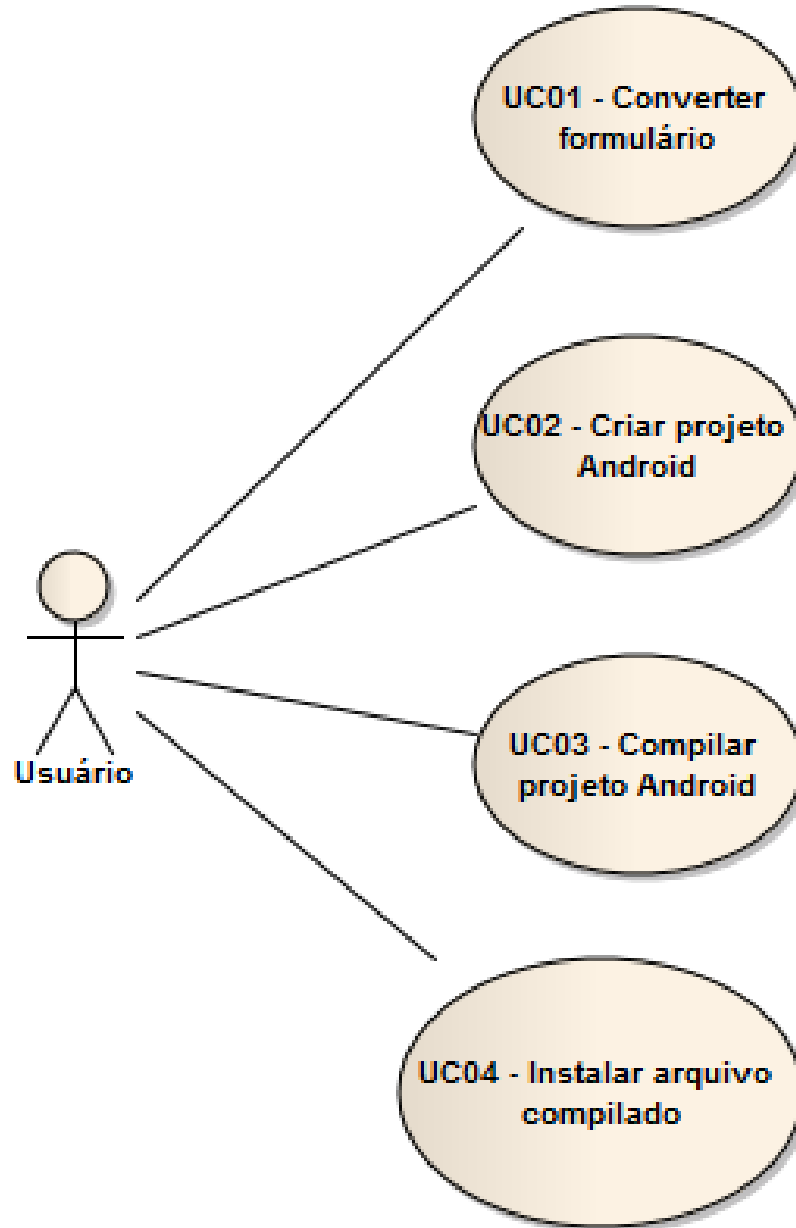 UC01 - Converter
formulário
UC02 - Criar projeto
Android
Usuário
UC03 - Compilar
projeto Android
UC04 - Instalar arquivo
compilado